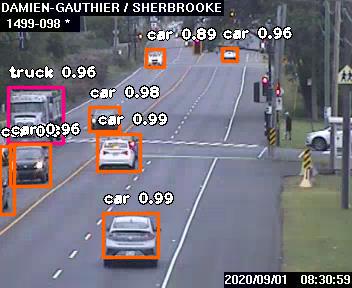 DAMIEN-GAUTHIER / SHERBROOKE
1499-098 *
car 0.89
car 0.96
truck 0.96
car 0.98
car 0.99
car 0.96
car 0.99
2020/09/01 08:30:59